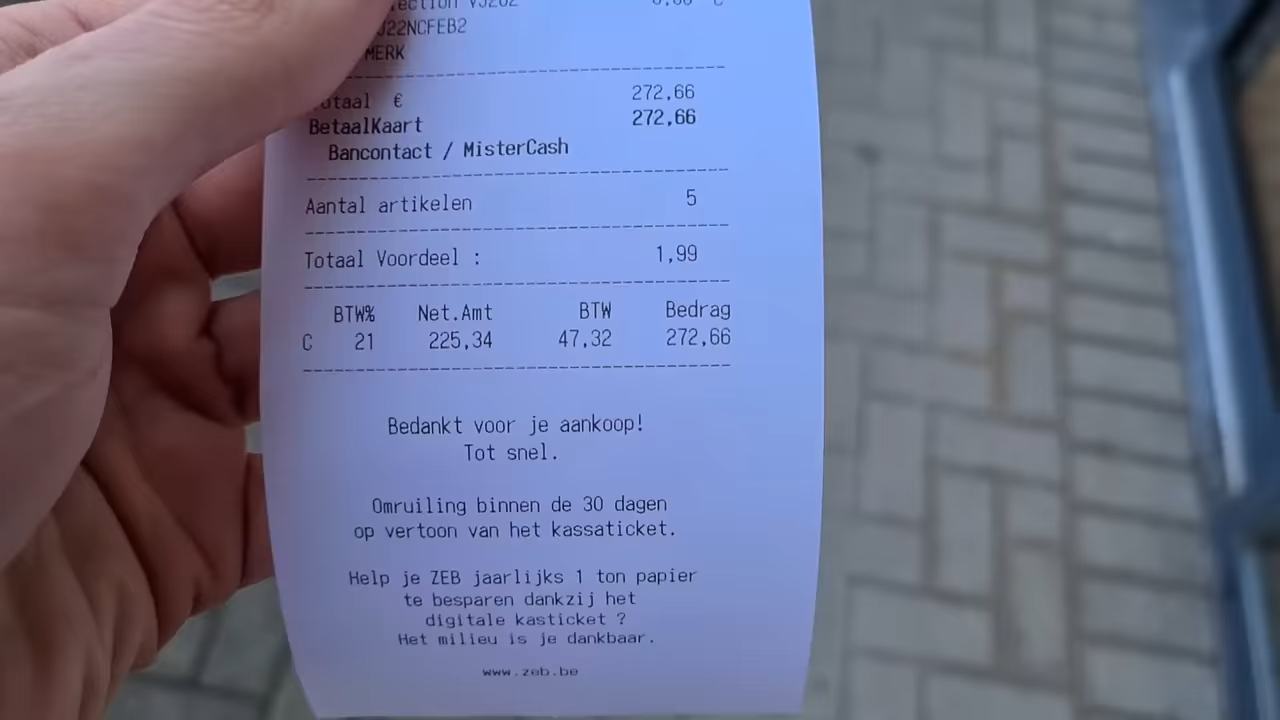 J22NCFEB2
MERK
Totaal € 272,66
BetaalKaart 272,66
Bancontact / MisterCash
Aantal artikelen 5
Totaal Voordeel : 1,99
BTW% Net.Amt BTW Bedrag
C 21 225,34 47,32 272,66
Bedankt voor je aankoop!
Tot snel.
Omruiling binnen de 30 dagen
op vertoon van het kassaticket.
Help je ZEB jaarlijks 1 ton papier
te besparen dankzij het
digitale kasticket ?
Het milieu is je dankbaar.
www.zeb.be